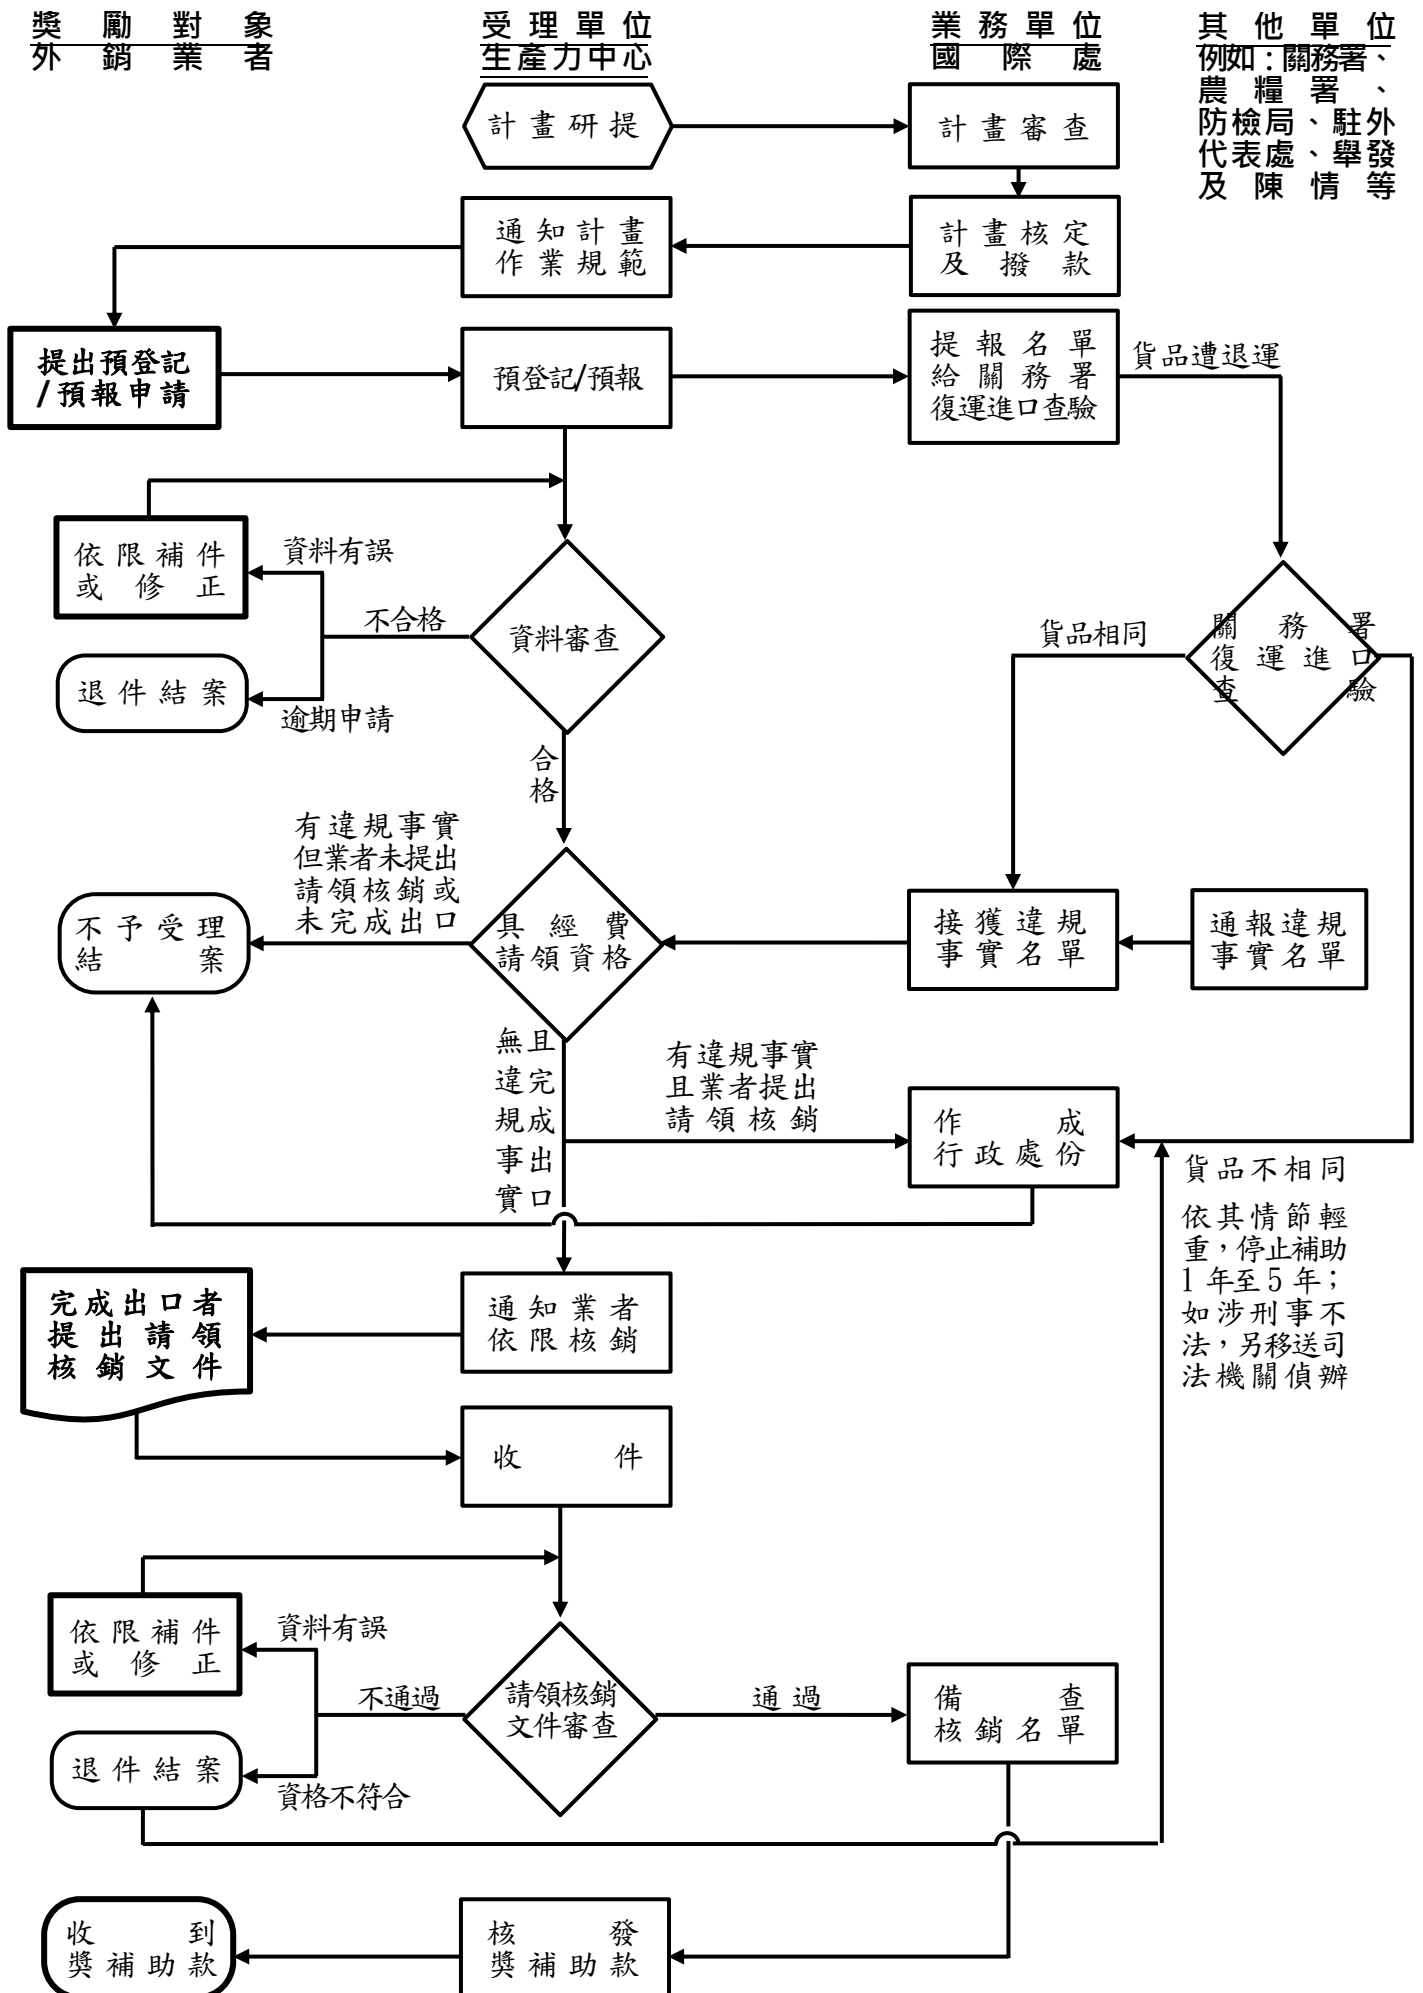 獎勵對象
外銷業者
受理單位
生產力中心
業務單位
國際處
其他單位
例如：關務署、
農糧署、
防檢局、駐外
代表處、舉發
及陳情等
計畫研提
計畫審查
通知計畫
作業規範
計畫核定
及撥款
提出預登記
/預報申請
預登記/預報
提報名單
給關務署
復運進口查驗
貨品遭退運
依限補件
或修正
資料有誤
不合格
資料審查
退件結案
逾期申請
貨品相同
關務署
復運進口
查驗
合格
有違規事實
但業者未提出
請領核銷或
未完成出口
不予受理
結案
具經費
請領資格
接獲違規
事實名單
通報違規
事實名單
無違規事實
且完成出口
有違規事實
且業者提出
請領核銷
作成
行政處份
貨品不相同
依其情節輕
重，停止補助
1年至5年；
如涉刑事不
法，另移送司
法機關偵辦
完成出口者
提出請領
核銷文件
通知業者
依限核銷
收件
依限補件
或修正
資料有誤
不通過
請領核銷
文件審查
通過
備查
核銷名單
退件結案
資格不符合
收到
獎補助款
核發
獎補助款